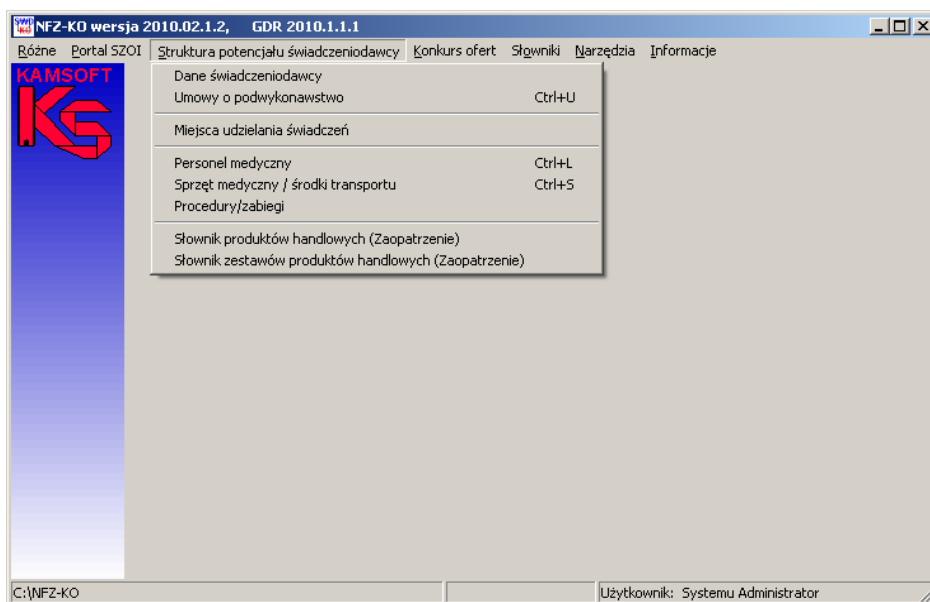 NFZ-KO wersja 2010.02.1.2, GDR 2010.1.1.1
Różne Portal SZOI Struktura potencjału świadczeniodawcy Konkurs ofert Słowniki Narzędzia Informacje
KAMSOFT
KS
Dane świadczeniodawcy
Umowy o podwykonawstwo Ctrl+U
Miejsca udzielania świadczeń
Personel medyczny Ctrl+L
Sprzęt medyczny / środki transportu Ctrl+S
Procedury/zabiegi
Słownik produktów handlowych (Zaopatrzenie)
Słownik zestawów produktów handlowych (Zaopatrzenie)
C:\NFZ-KO Użytkownik: Systemu Administrator